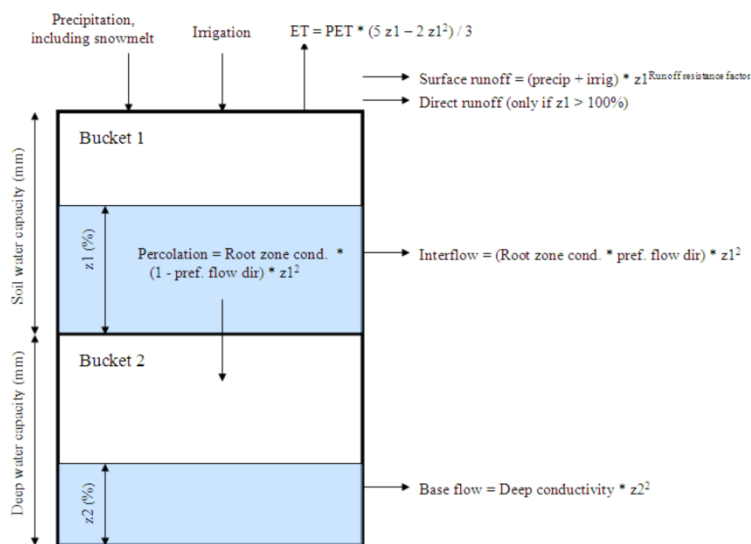 Precipitation,
including snowmelt
Irrigation
ET = PET * (5 z1 – 2 z1²) / 3
Surface runoff = (precip + irrig) * z1^Runoff resistance factor
Direct runoff (only if z1 > 100%)
Soil water capacity (mm)
Bucket 1
z1 (%)
Percolation = Root zone cond. *
(1 - pref. flow dir) * z1²
Interflow = (Root zone cond. * pref. flow dir) * z1²
Deep water capacity (mm)
Bucket 2
z2 (%)
Base flow = Deep conductivity * z2²